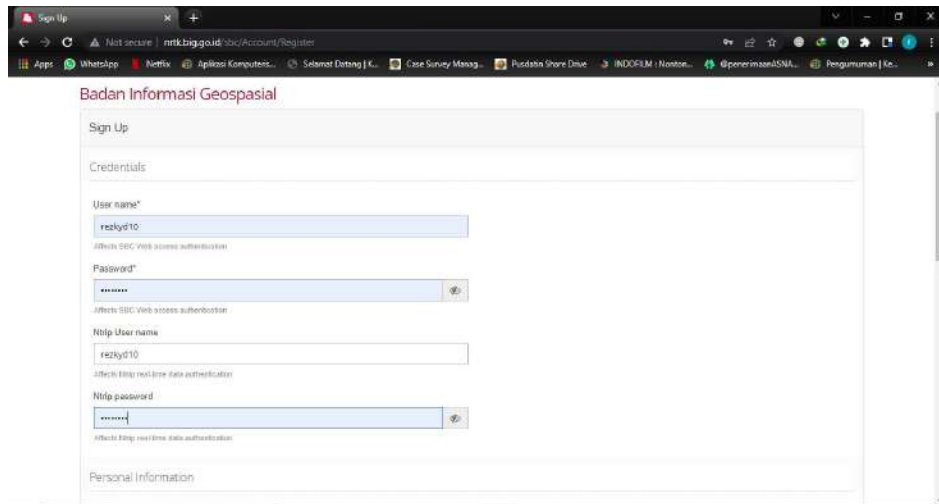 Sign Up
Not secure | nrtk.big.go.id/sbc/Account/Register
Apps WhatsApp Netflix Aplikasi Komputeris... Selamat Datang | K... Case Survey Manag... Pusdatin Share Drive INDOFILM : Nonton... @penerimaanASNA... Pengumuman | Ke...
Badan Informasi Geospasial
Sign Up
Credentials
User name*
rezkyd10
Affects SBC Web access authentication
Password*
Affects SBC Web access authentication
Ntrip User name
rezkyd10
Affects Ntrip real-time data authentication
Ntrip password
Affects Ntrip real-time data authentication
Personal Information